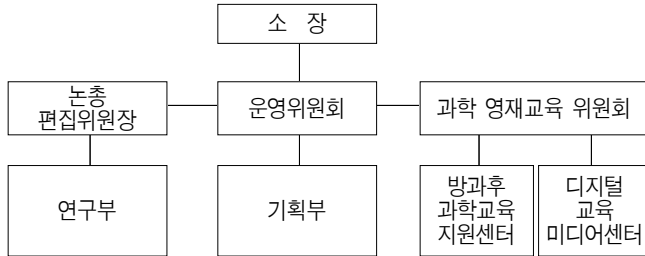 소 장
논총
편집위원장
운영위원회
과학 영재교육 위원회
연구부
기획부
방과후
과학교육
지원센터
디지털
교육
미디어센터